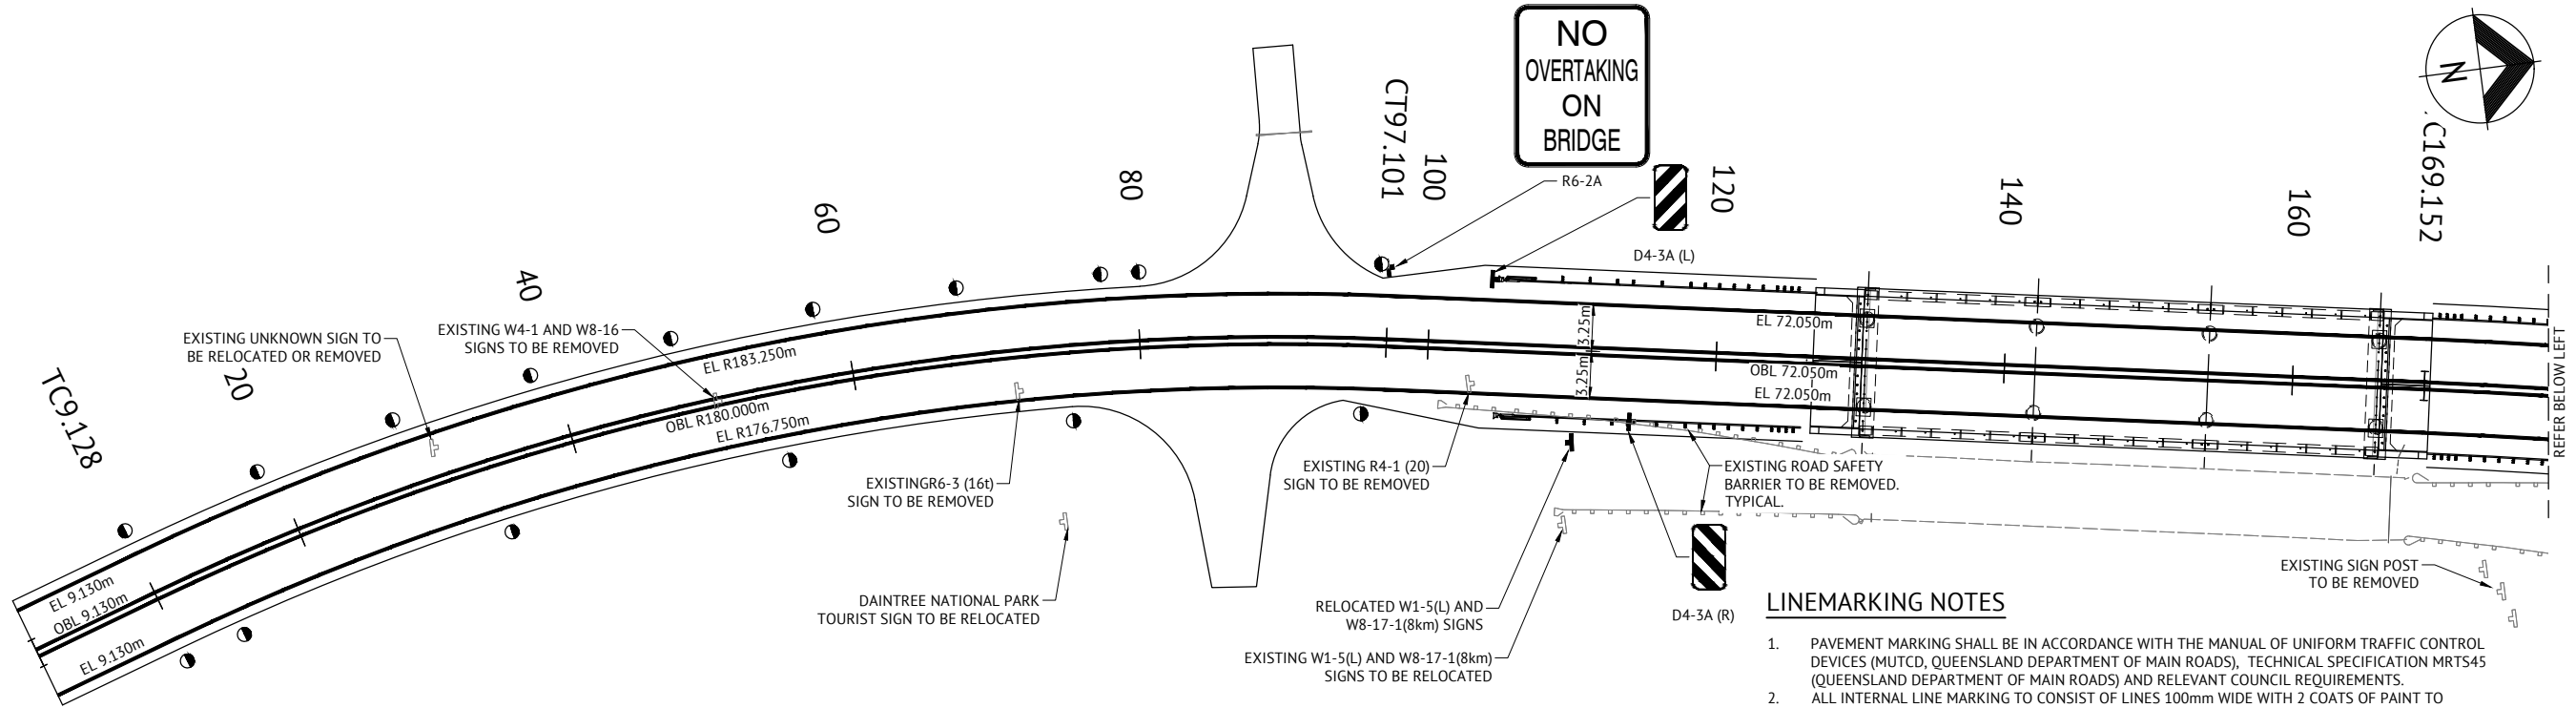 NO
OVERTAKING
ON
BRIDGE
R6-2A
N
TC9.128
20
40
60
80
CT97.101
100
120
140
160
.C169.152
D4-3A (L)
EXISTING UNKNOWN SIGN TO
BE RELOCATED OR REMOVED
EXISTING W4-1 AND W8-16
SIGNS TO BE REMOVED
EL R183.250m
OBL R180.000m
EL R176.750m
3.25m
3.25m
EL 72.050m
OBL 72.050m
EL 72.050m
REFER BELOW LEFT
EXISTINGR6-3 (16t)
SIGN TO BE REMOVED
EXISTING R4-1 (20)
SIGN TO BE REMOVED
EXISTING ROAD SAFETY
BARRIER TO BE REMOVED.
TYPICAL.
EL 9.130m
OBL 9.130m
EL 9.130m
DAINTREE NATIONAL PARK
TOURIST SIGN TO BE RELOCATED
RELOCATED W1-5(L) AND
W8-17-1(8km) SIGNS
EXISTING W1-5(L) AND W8-17-1(8km)
SIGNS TO BE RELOCATED
D4-3A (R)
EXISTING SIGN POST
TO BE REMOVED
LINEMARKING NOTES
1. PAVEMENT MARKING SHALL BE IN ACCORDANCE WITH THE MANUAL OF UNIFORM TRAFFIC CONTROL
DEVICES (MUTCD, QUEENSLAND DEPARTMENT OF MAIN ROADS), TECHNICAL SPECIFICATION MRTS45
(QUEENSLAND DEPARTMENT OF MAIN ROADS) AND RELEVANT COUNCIL REQUIREMENTS.
2. ALL INTERNAL LINE MARKING TO CONSIST OF LINES 100mm WIDE WITH 2 COATS OF PAINT TO